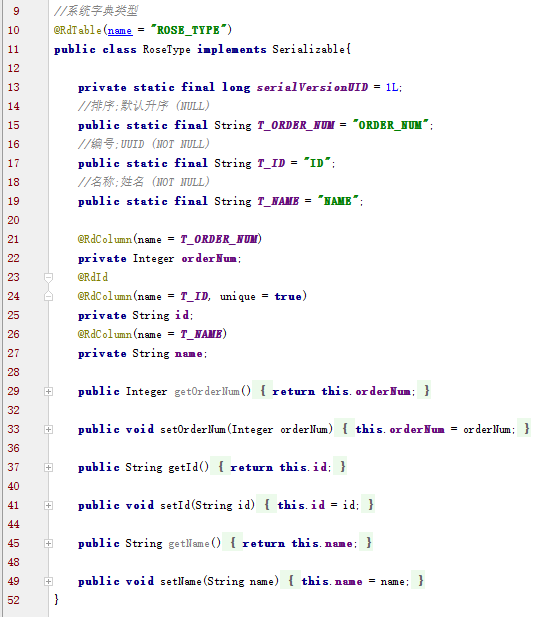 9 //系统字典类型
10 @RdTable(name = "ROSE_TYPE")
11 public class RoseType implements Serializable{
12
13 private static final long serialVersionUID = 1L;
14 //排序;默认升序 (NULL)
15 public static final String T_ORDER_NUM = "ORDER_NUM";
16 //编号;UUID (NOT NULL)
17 public static final String T_ID = "ID";
18 //名称;姓名 (NOT NULL)
19 public static final String T_NAME = "NAME";
20
21 @RdColumn(name = T_ORDER_NUM)
22 private Integer orderNum;
23 @RdId
24 @RdColumn(name = T_ID, unique = true)
25 private String id;
26 @RdColumn(name = T_NAME)
27 private String name;
28
29 public Integer getOrderNum() { return this.orderNum; }
32
33 public void setOrderNum(Integer orderNum) { this.orderNum = orderNum; }
36
37 public String getId() { return this.id; }
40
41 public void setId(String id) { this.id = id; }
44
45 public String getName() { return this.name; }
48
49 public void setName(String name) { this.name = name; }
52 }